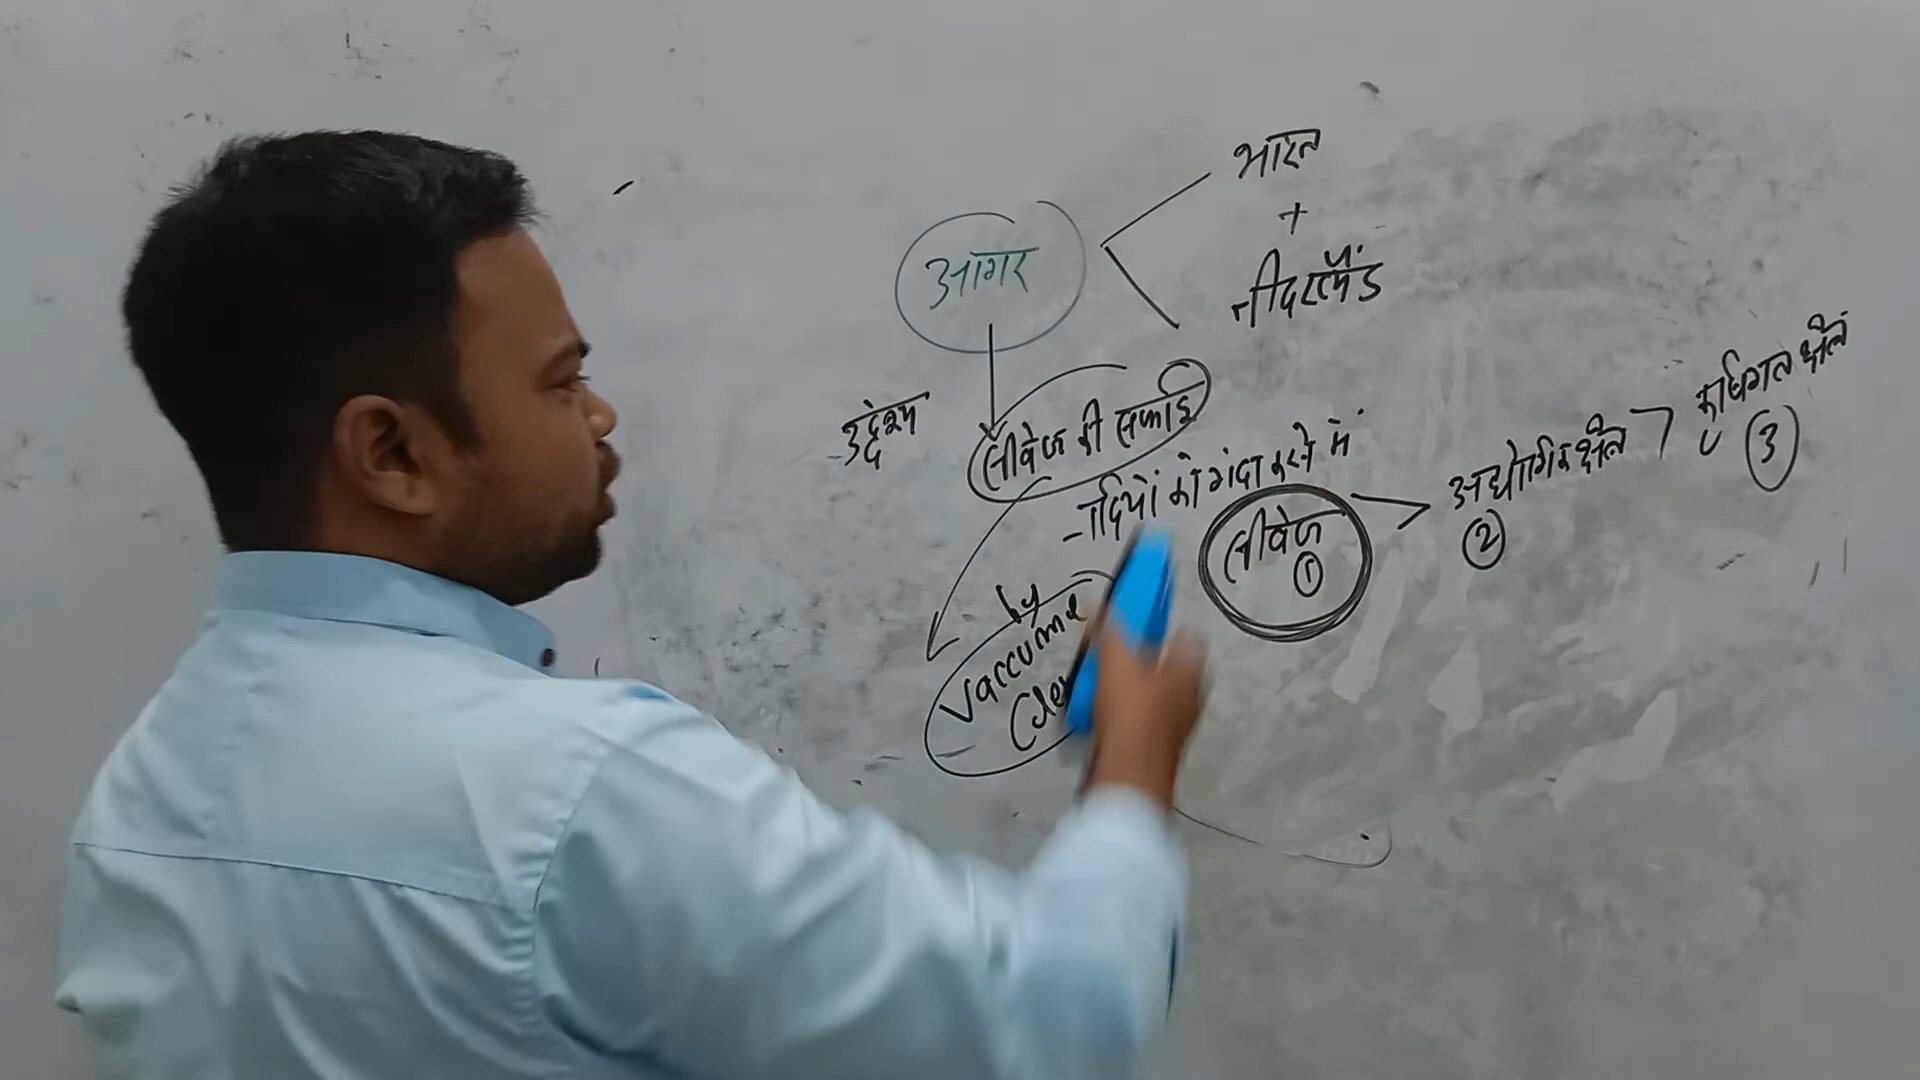 भारत
+
नीदरलैंड
आगर
उद्देश्य
सीवेज की सफाई
नदियों को गंदा करने में
सीवेज
①
औद्योगिक क्षेत्र
②
कृषिगत क्षेत्र
③
by
Vaccume